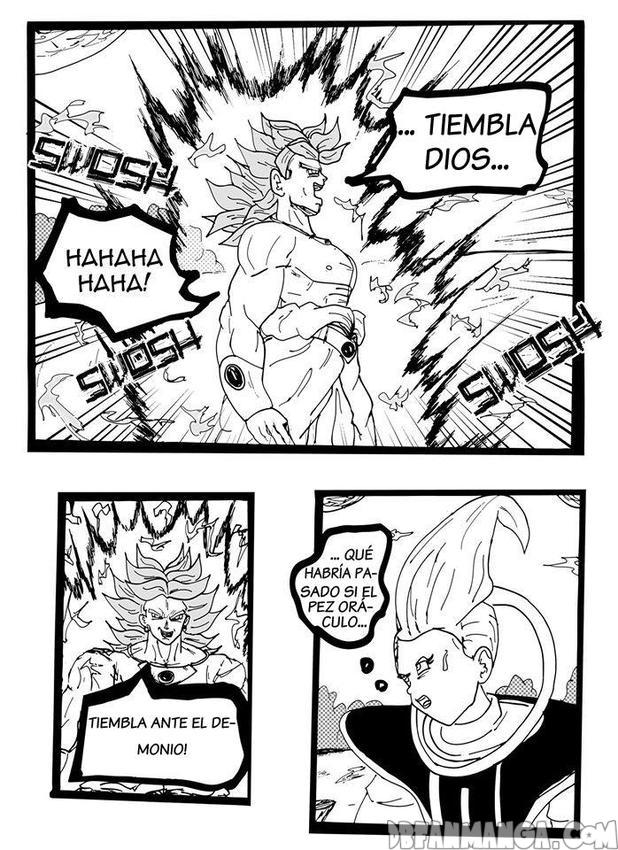 ... TIEMBLA
DIOS...
SWOSH
HAHAHA
HAHA!
SWOSH
SWOSH
... QUÉ
HABRÍA PA-
SADO SI EL
PEZ ORÁ-
CULO...
TIEMBLA ANTE EL DE-
MONIO!
DBFANMANGA.COM